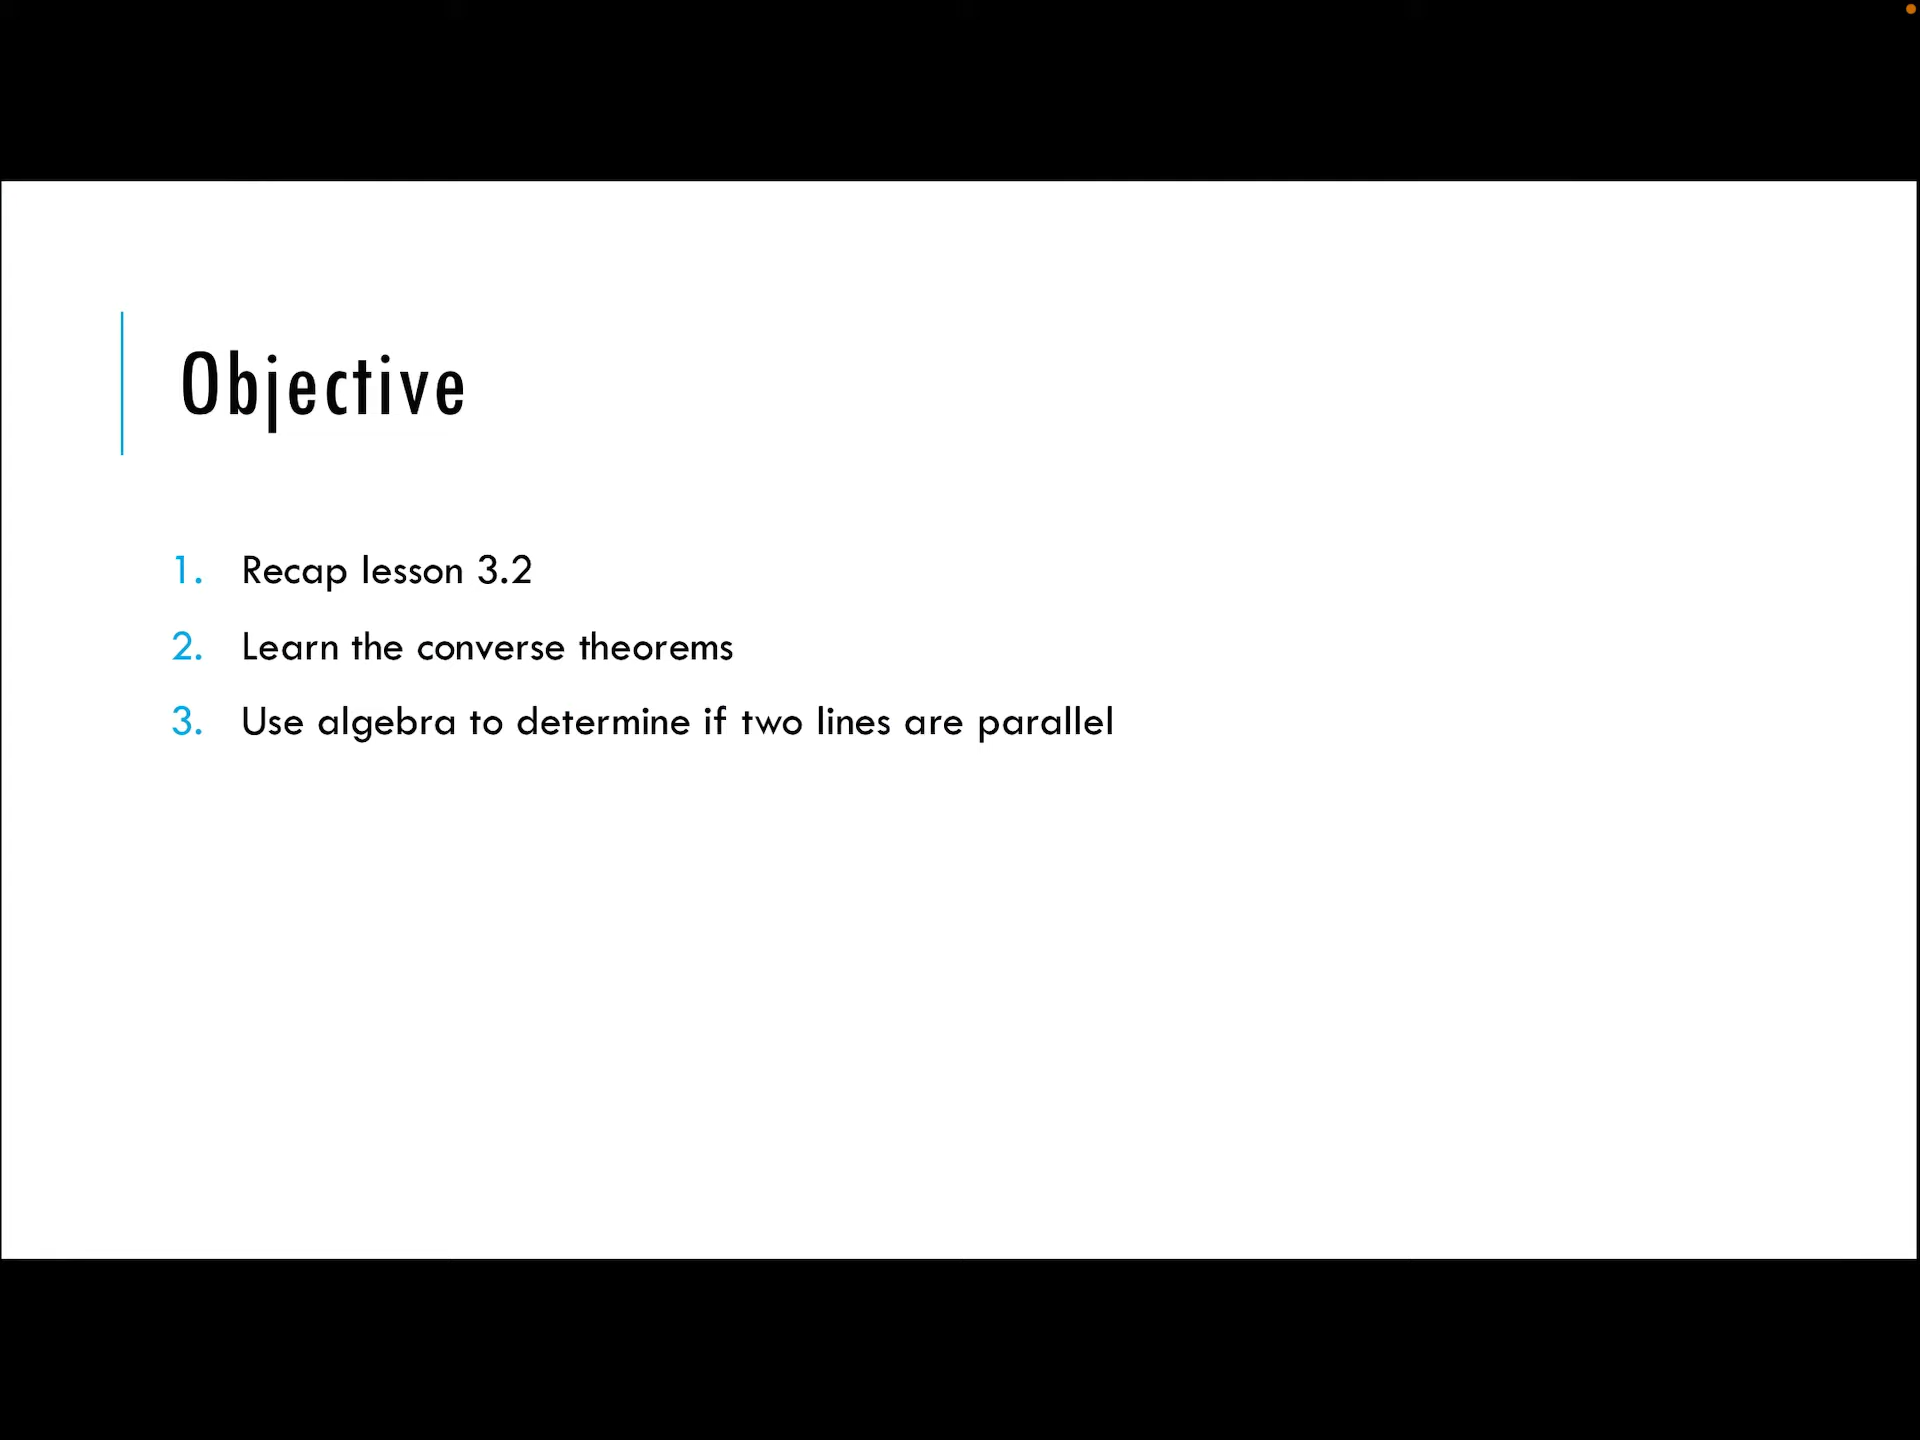 Objective
1. Recap lesson 3.2
2. Learn the converse theorems
3. Use algebra to determine if two lines are parallel